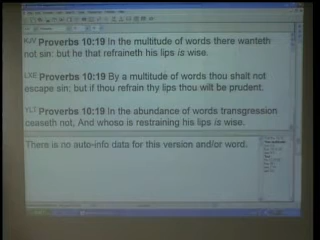 KJV Proverbs 10:19 In the multitude of words there wanteth
not sin: but he that refraineth his lips is wise.
LXE Proverbs 10:19 By a multitude of words thou shalt not
escape sin; but if thou refrain thy lips thou wilt be prudent.
YLT Proverbs 10:19 In the abundance of words transgression
ceaseth not, And whoso is restraining his lips is wise.
There is no auto-info data for this version and/or word.